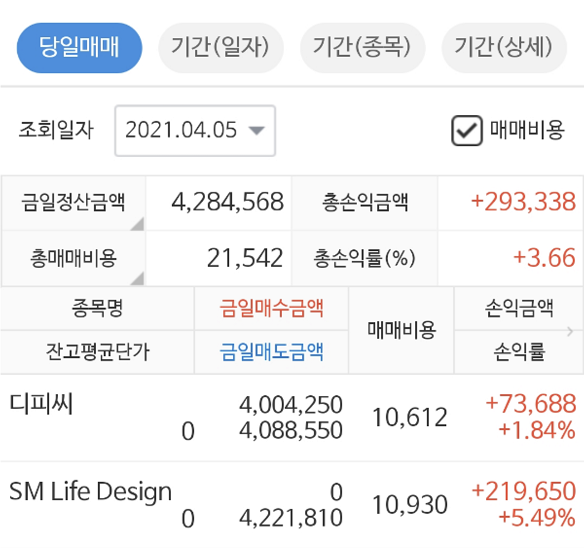 당일매매 기간(일자) 기간(종목) 기간(상세)
조회일자 2021.04.05 매매비용
금일정산금액 4,284,568 총손익금액 +293,338
총매매비용 21,542 총손익률(%) +3.66
종목명 금일매수금액 매매비용 손익금액
잔고평균단가 금일매도금액 손익률
디피씨 4,004,250 10,612 +73,688
0 4,088,550 +1.84%
SM Life Design 0 10,930 +219,650
0 4,221,810 +5.49%